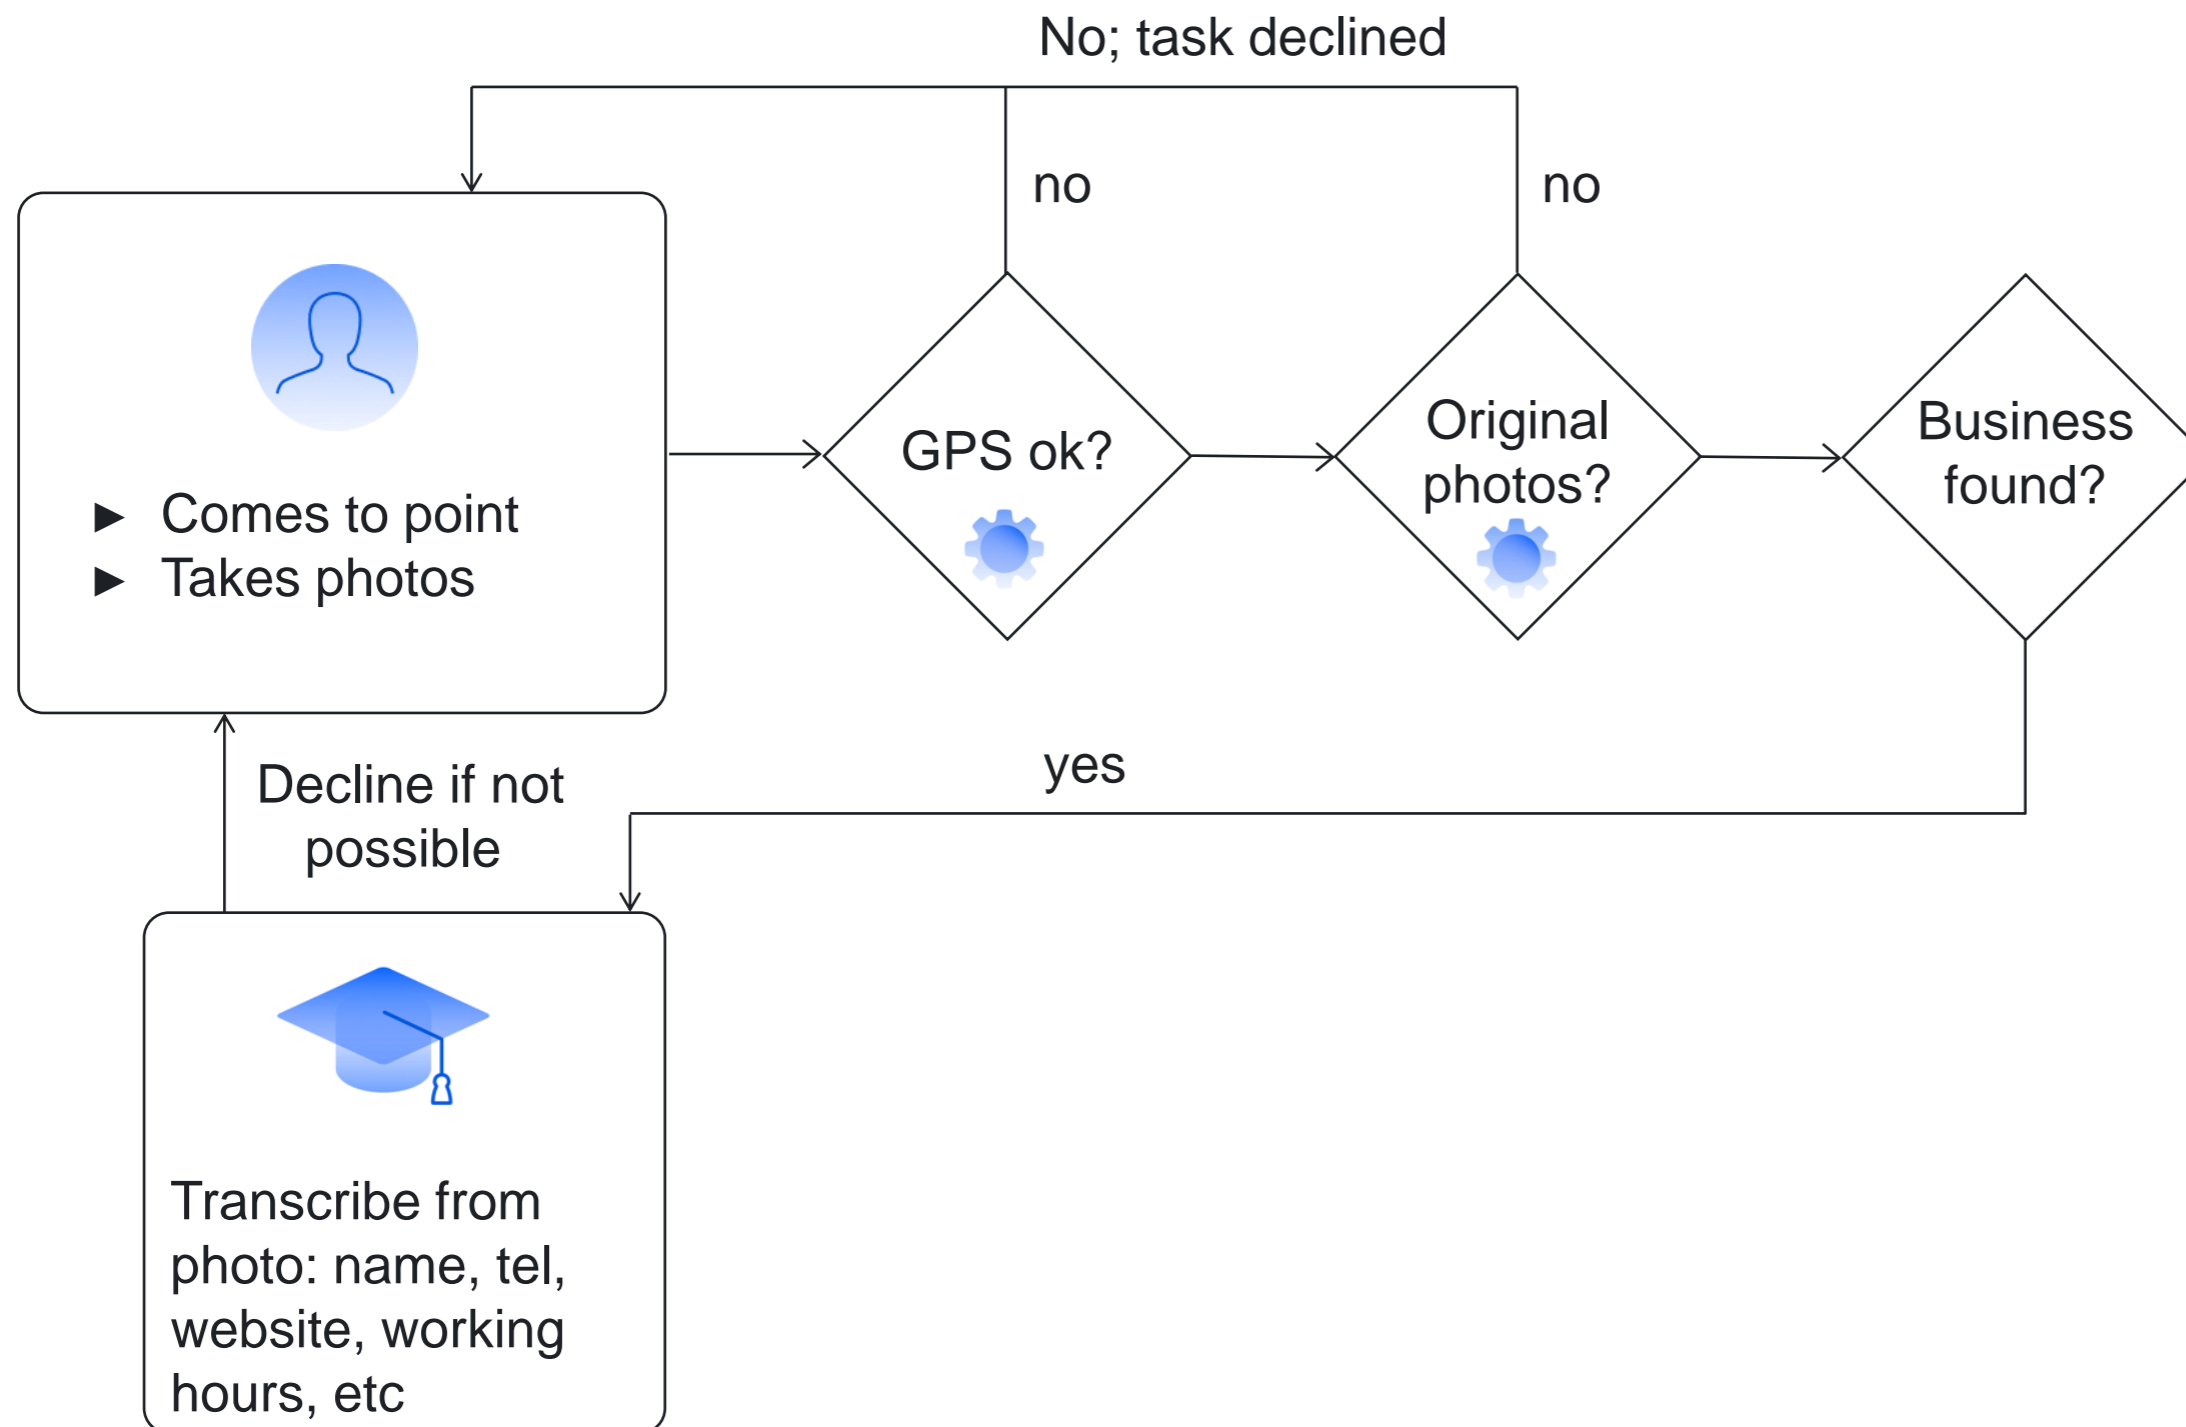 No; task declined
no
no
GPS ok?
Original
photos?
Business
found?
► Comes to point
► Takes photos
Decline if not
possible
yes
Transcribe from
photo: name, tel,
website, working
hours, etc